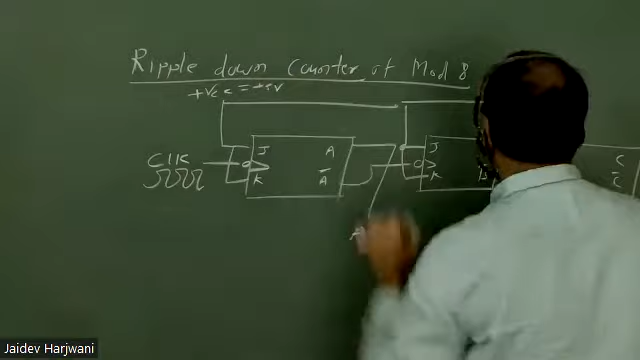 Ripple down Counter of Mod 8
+Vcc = +5V
CLK
J A J C
K A K C
A
Jaidev Harjwani